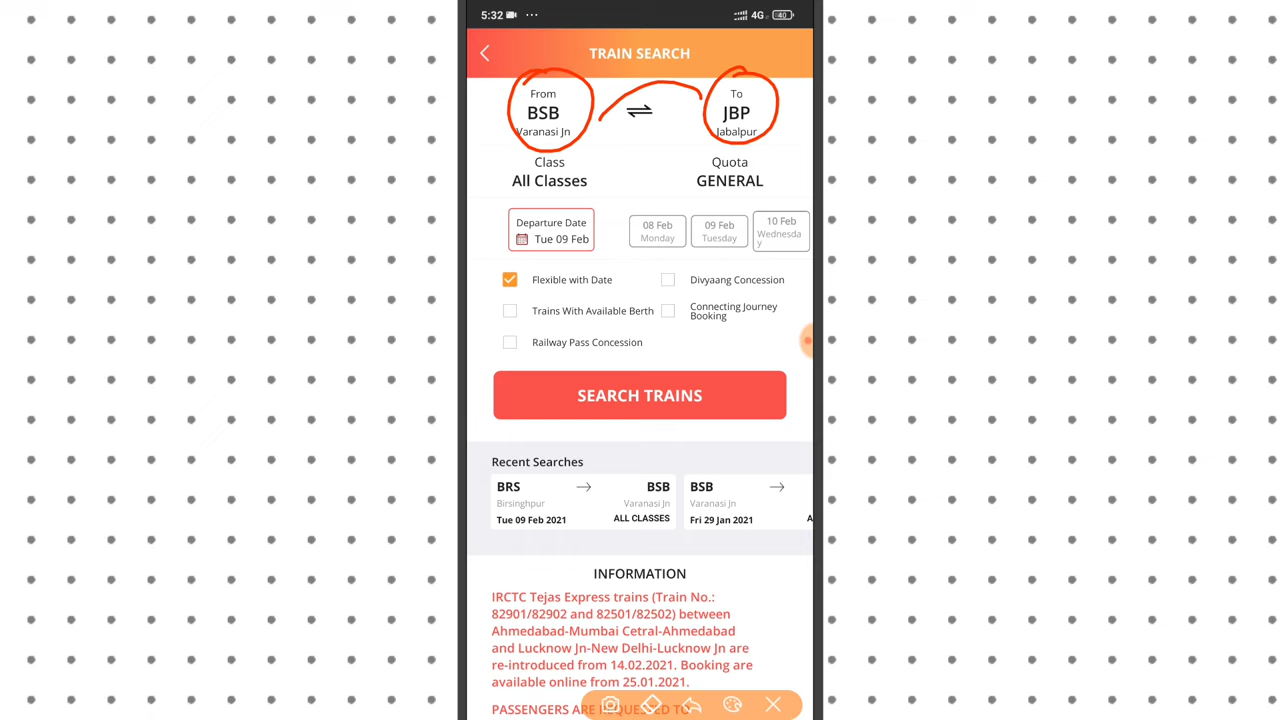 5:32 ... 4G 40
TRAIN SEARCH
From To
BSB JBP
Varanasi Jn Jabalpur
Class Quota
All Classes GENERAL
Departure Date
Tue 09 Feb
08 Feb
Monday
09 Feb
Tuesday
10 Feb
Wednesda
y
Flexible with Date
Divyaang Concession
Trains With Available Berth
Connecting Journey
Booking
Railway Pass Concession
SEARCH TRAINS
Recent Searches
BRS BSB
Birsinghpur Varanasi Jn
Tue 09 Feb 2021 ALL CLASSES
BSB
Varanasi Jn
Fri 29 Jan 2021 A
INFORMATION
IRCTC Tejas Express trains (Train No.:
82901/82902 and 82501/82502) between
Ahmedabad-Mumbai Cetral-Ahmedabad
and Lucknow Jn-New Delhi-Lucknow Jn are
re-introduced from 14.02.2021. Booking are
available online from 25.01.2021.
PASSENGERS ARE REQUESTED TO